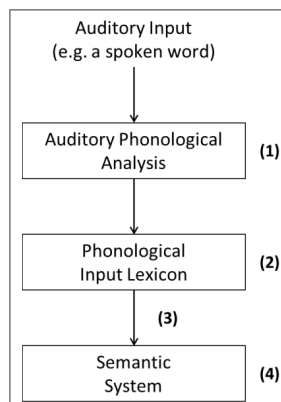 Auditory Input
(e.g. a spoken word)
Auditory Phonological
Analysis
(1)
Phonological
Input Lexicon
(2)
(3)
Semantic
System
(4)